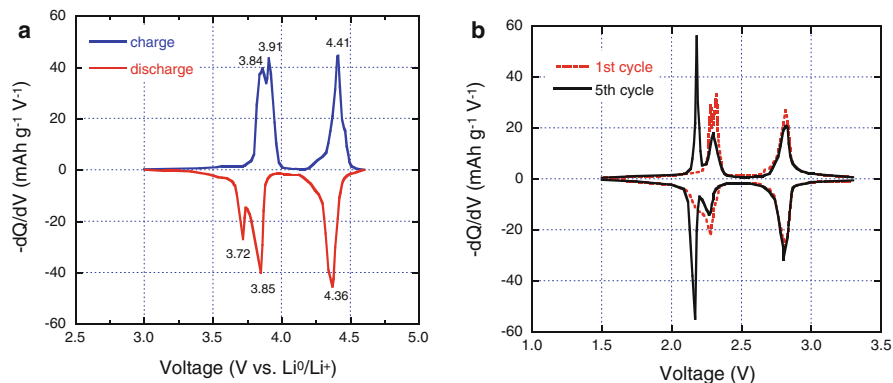 a
charge
discharge
3.84
3.91
4.41
3.72
3.85
4.36
60
40
20
0
-20
-40
-60
2.5 3.0 3.5 4.0 4.5 5.0
-dQ/dV (mAh g-1 V-1)
Voltage (V vs. Li0/Li+)
b
1st cycle
5th cycle
60
40
20
0
-20
-40
-60
1.0 1.5 2.0 2.5 3.0 3.5
-dQ/dV (mAh g-1 V-1)
Voltage (V)